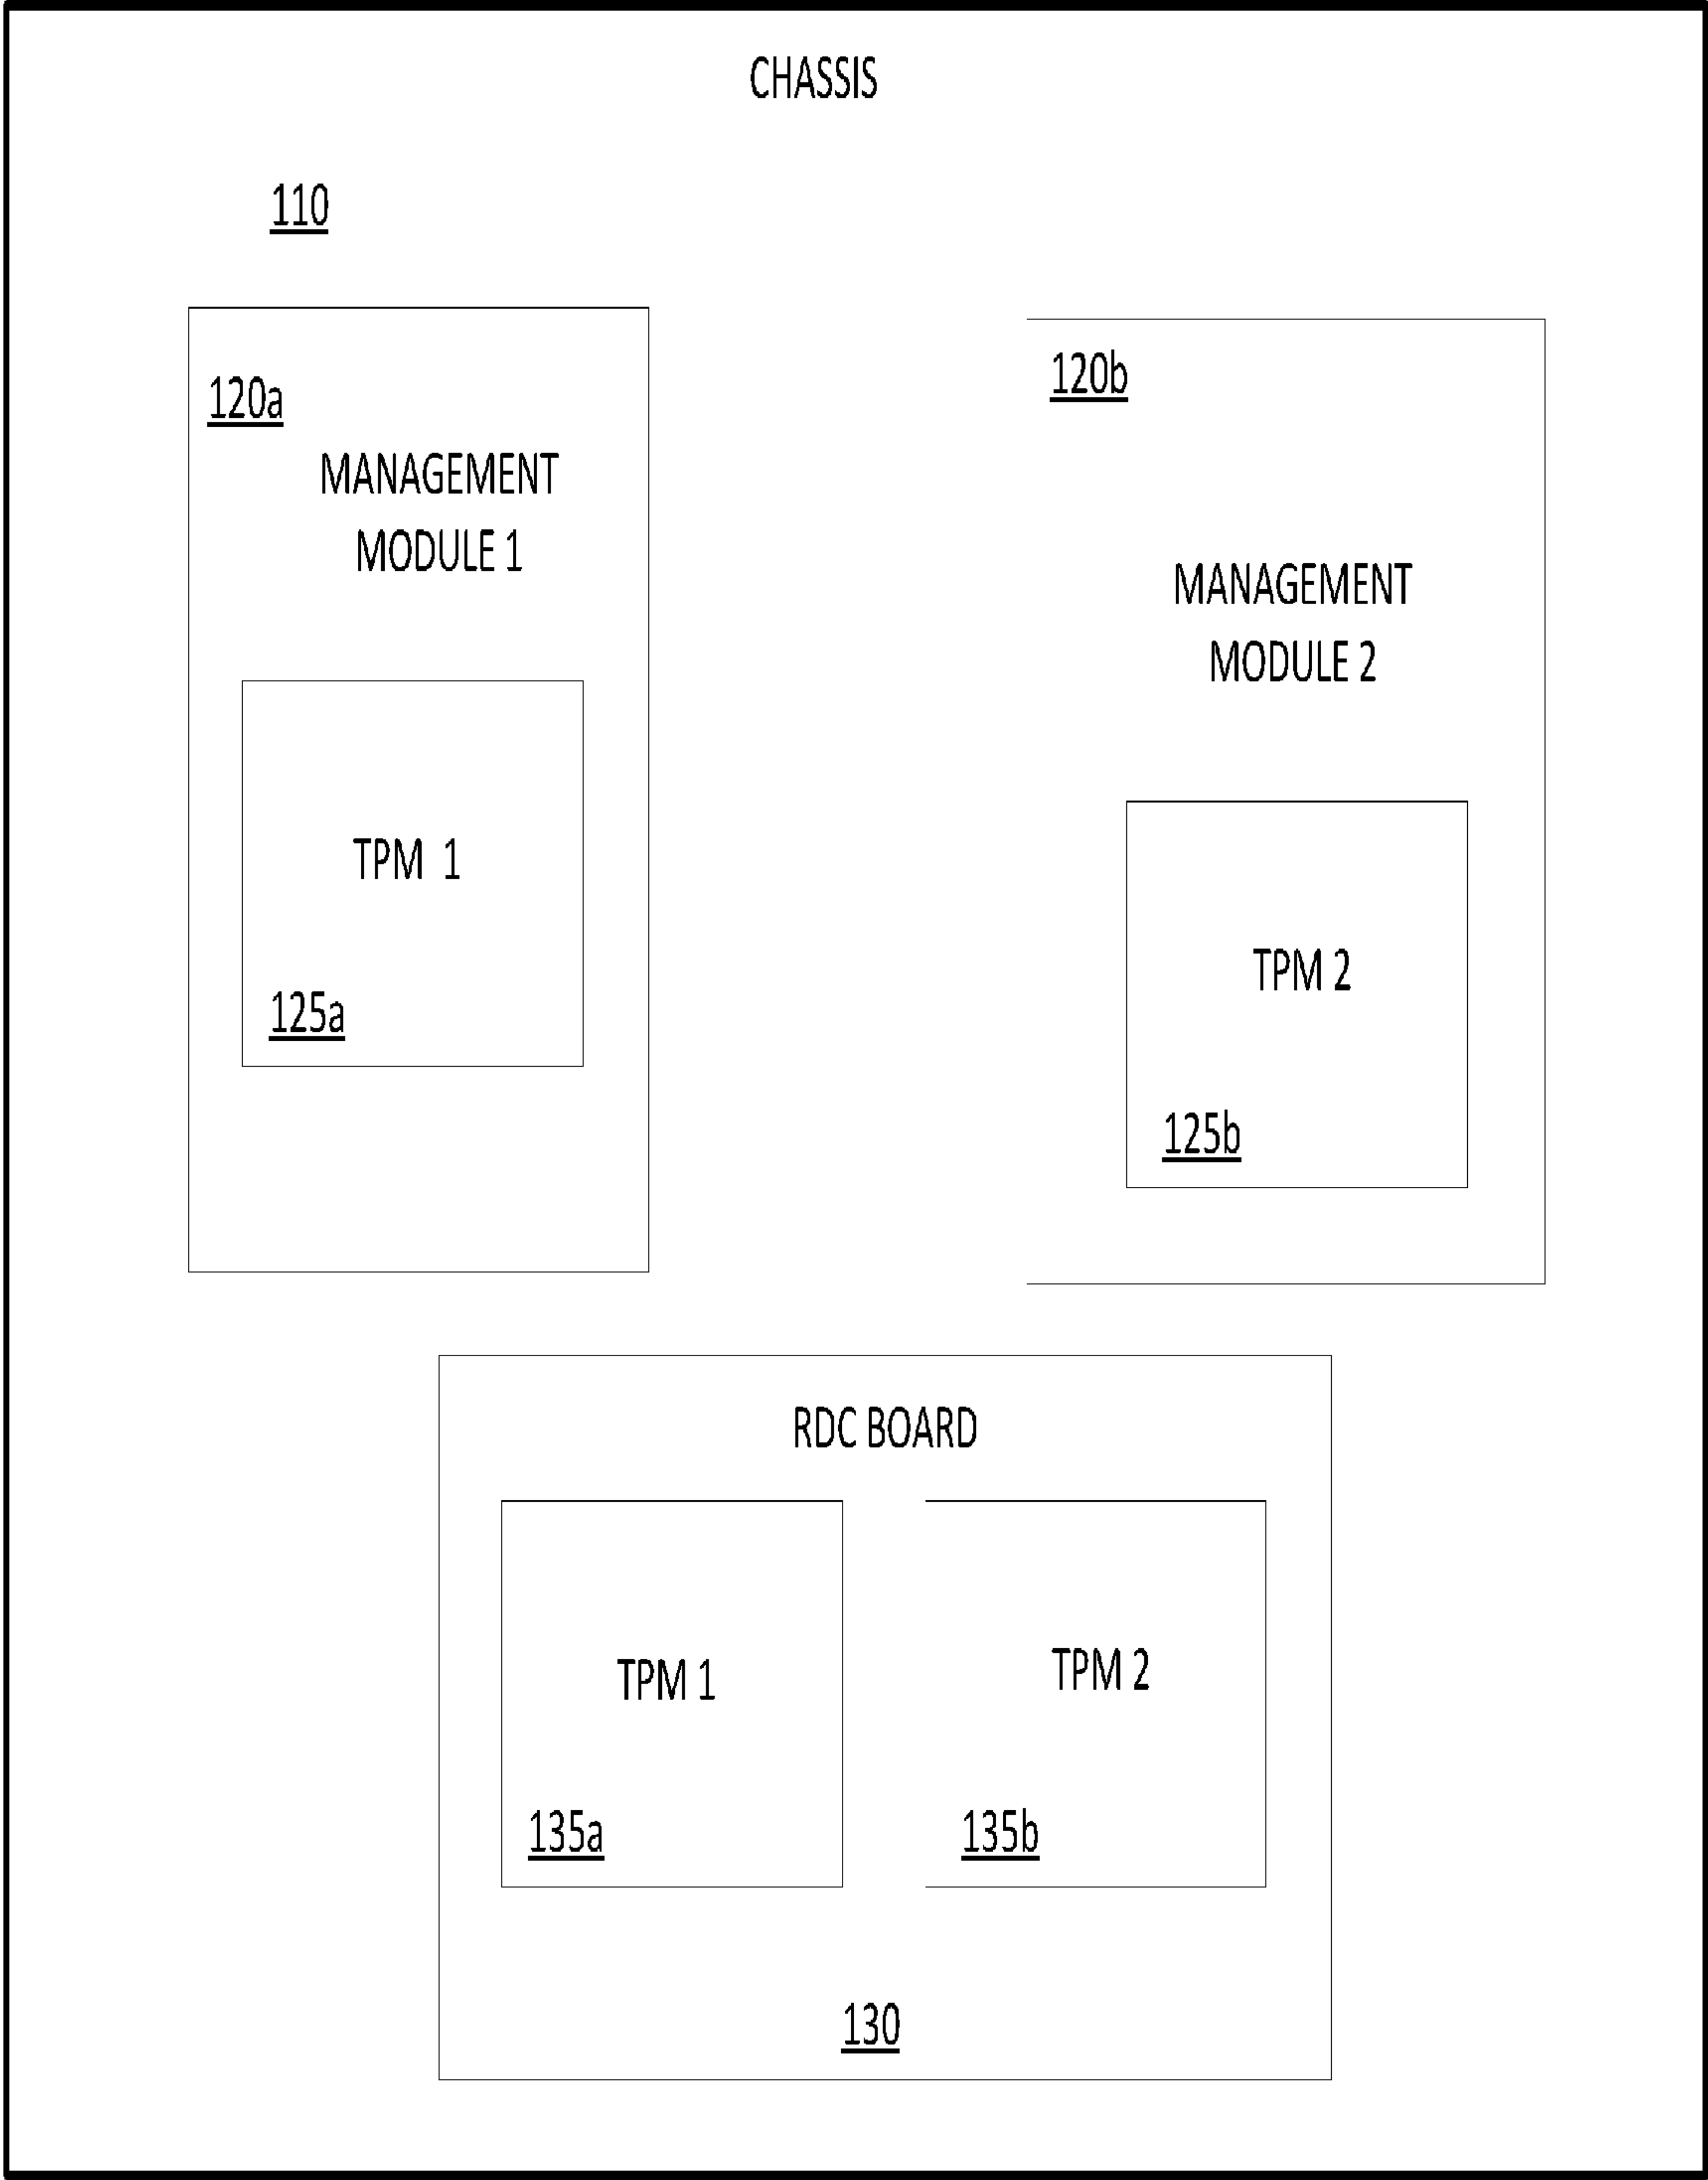 CHASSIS
110
120a
MANAGEMENT
MODULE 1
TPM 1
125a
120b
MANAGEMENT
MODULE 2
TPM 2
125b
RDC BOARD
TPM 1
135a
TPM 2
135b
130